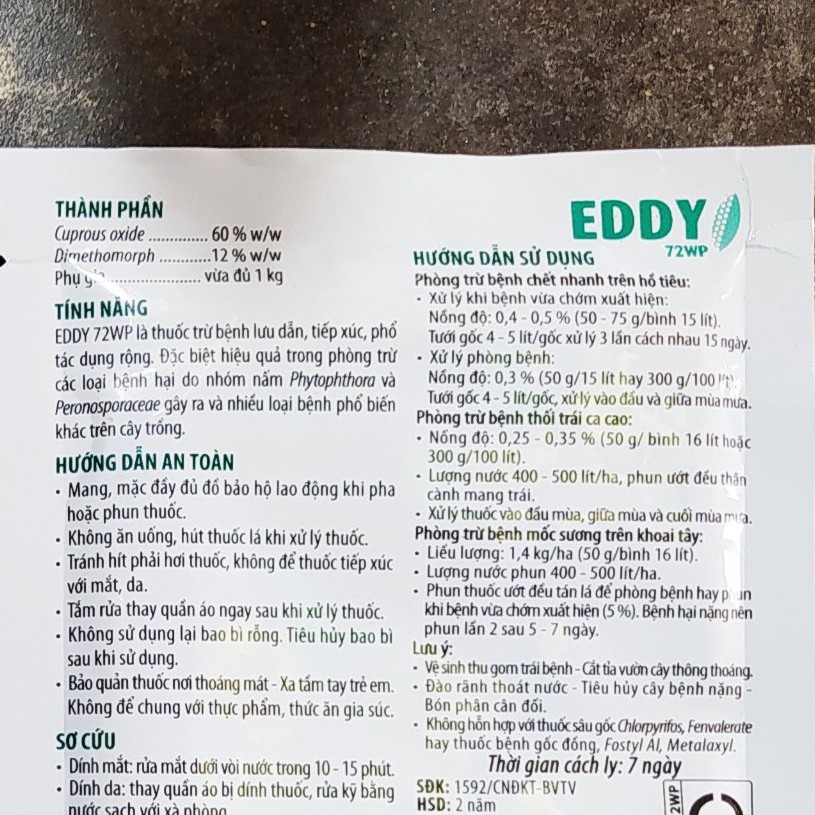 THÀNH PHẦN
Cuprous oxide .............. 60 % w/w
Dimethomorph ............12 % w/w
Phụ .................... vừa đủ 1 kg
TÍNH NĂNG
EDDY 72WP là thuốc trừ bệnh lưu dẫn, tiếp xúc, phổ
tác dụng rộng. Đặc biệt hiệu quả trong phòng trừ
các loại bệnh hại do nhóm nấm Phytophthora và
Peronosporaceae gây ra và nhiều loại bệnh phổ biến
khác trên cây trồng.
HƯỚNG DẪN AN TOÀN
• Mang, mặc đầy đủ đồ bảo hộ lao động khi pha
hoặc phun thuốc.
• Không ăn uống, hút thuốc lá khi xử lý thuốc.
• Tránh hít phải hơi thuốc, không để thuốc tiếp xúc
với mắt, da.
• Tắm rửa thay quần áo ngay sau khi xử lý thuốc.
• Không sử dụng lại bao bì rỗng. Tiêu hủy bao bì
sau khi sử dụng.
• Bảo quản thuốc nơi thoáng mát - Xa tầm tay trẻ em.
Không để chung với thực phẩm, thức ăn gia súc.
SƠ CỨU
• Dính mắt: rửa mắt dưới vòi nước trong 10 - 15 phút.
• Dính da: thay quần áo bị dính thuốc, rửa kỹ bằng
nước sạch với xà phòng
EDDY
72WP
HƯỚNG DẪN SỬ DỤNG
Phòng trừ bệnh chết nhanh trên hồ tiêu:
• Xử lý khi bệnh vừa chớm xuất hiện:
Nồng độ: 0,4 - 0,5 % (50 - 75 g/bình 15 lít).
Tưới gốc 4 - 5 lít/gốc xử lý 3 lần cách nhau 15 ngày.
• Xử lý phòng bệnh:
Nồng độ: 0,3 % (50 g/15 lít hay 300 g/100 lít).
Tưới gốc 4 - 5 lít/gốc, xử lý vào đầu và giữa mùa mưa.
Phòng trừ bệnh thối trái ca cao:
• Nồng độ: 0,25 - 0,35 % (50 g/ bình 16 lít hoặc
300 g/100 lít).
• Lượng nước 400 - 500 lít/ha, phun ướt đều thân
cành mang trái.
• Xử lý thuốc vào đầu mùa, giữa mùa và cuối mùa mưa.
Phòng trừ bệnh mốc sương trên khoai tây:
• Liều lượng: 1,4 kg/ha (50 g/bình 16 lít).
• Lượng nước phun 400 - 500 lít/ha.
• Phun thuốc ướt đều tán lá để phòng bệnh hay phun
khi bệnh vừa chớm xuất hiện (5 %). Bệnh hại nặng nên
phun lần 2 sau 5 - 7 ngày.
Lưu ý:
• Vệ sinh thu gom trái bệnh - Cắt tỉa vườn cây thông thoáng.
• Đào rãnh thoát nước - Tiêu hủy cây bệnh nặng -
Bón phân cân đối.
• Không hỗn hợp với thuốc sâu gốc Chlorpyrifos, Fenvalerate
hay thuốc bệnh gốc đồng, Fostyl Al, Metalaxyl.
Thời gian cách ly: 7 ngày
SĐK: 1592/CNĐKT-BVTV
HSD: 2 năm
2WP